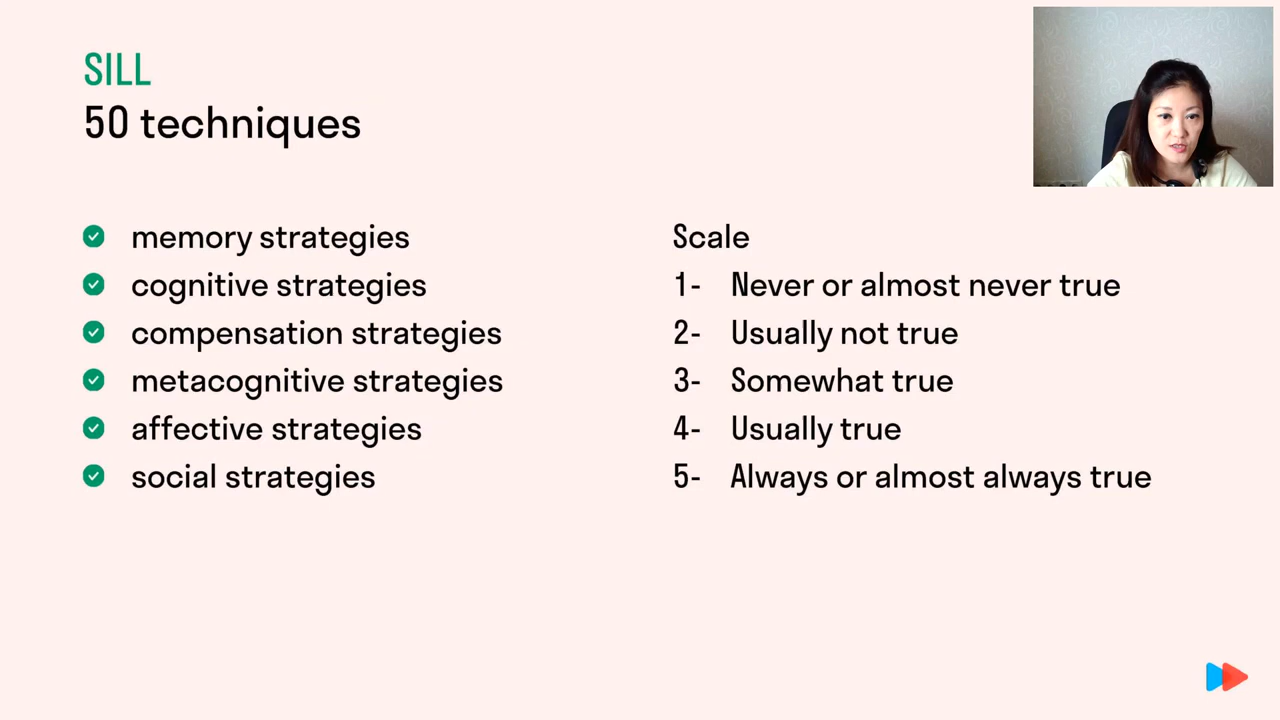 SILL
50 techniques
memory strategies
cognitive strategies
compensation strategies
metacognitive strategies
affective strategies
social strategies
Scale
1- Never or almost never true
2- Usually not true
3- Somewhat true
4- Usually true
5- Always or almost always true